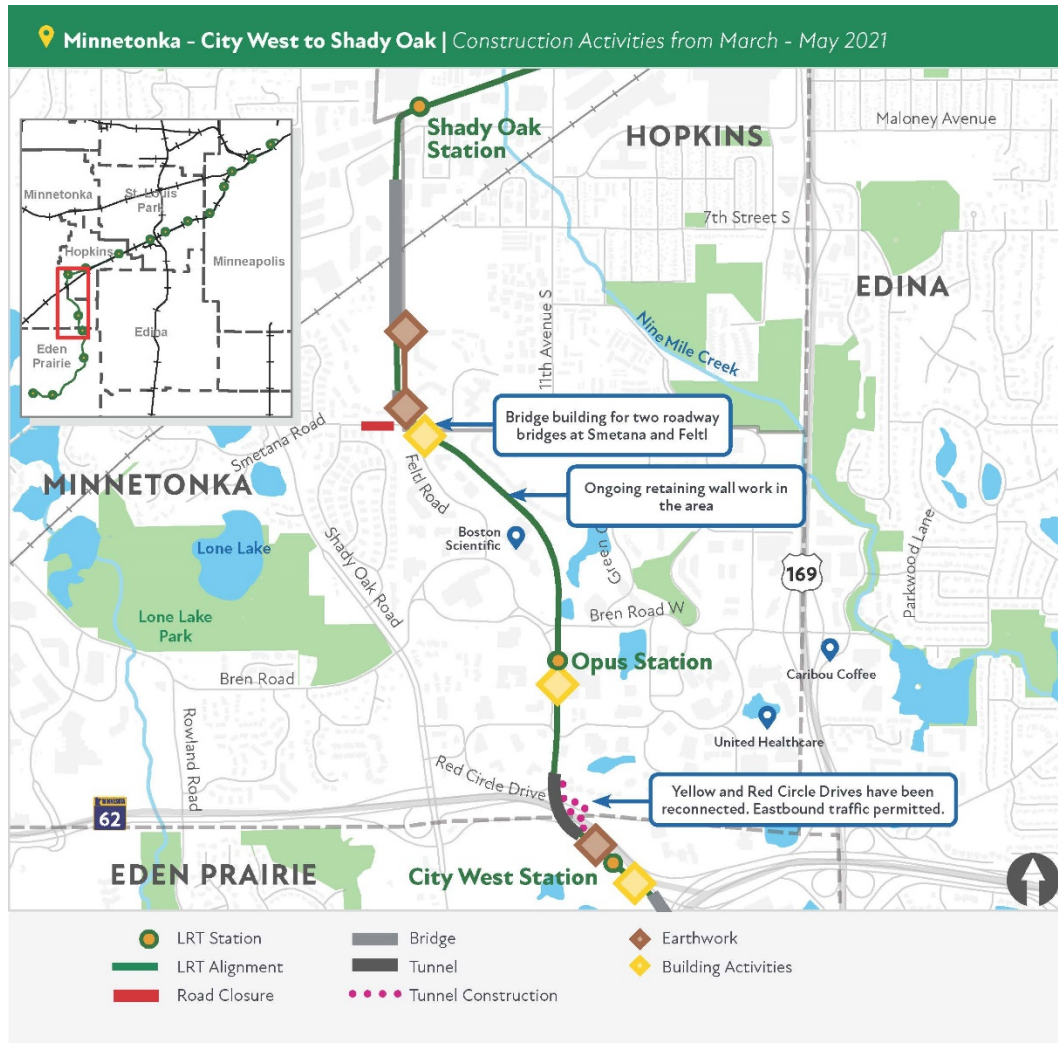 Minnetonka - City West to Shady Oak | Construction Activities from March - May 2021
Shady Oak
Station
HOPKINS
Maloney Avenue
Minnetonka
St. Louis
Park
Hopkins
Minneapolis
Edina
Eden
Prairie
7th Street S
EDINA
11th Avenue S
Nine Mile Creek
Bridge building for two roadway
bridges at Smetana and Feltl
Smetana Road
MINNETONKA
Feltl Road
Ongoing retaining wall work in
the area
Boston
Scientific
Lone Lake
Shady Oak Road
Green
169
Parkwood Lane
Bren Road W
Lone Lake
Park
Opus Station
Caribou Coffee
Bren Road
Rowland Road
United Healthcare
Red Circle Drive
Yellow and Red Circle Drives have been
reconnected. Eastbound traffic permitted.
MINNESOTA
62
EDEN PRAIRIE
City West Station
LRT Station
Bridge
Earthwork
LRT Alignment
Tunnel
Building Activities
Road Closure
Tunnel Construction